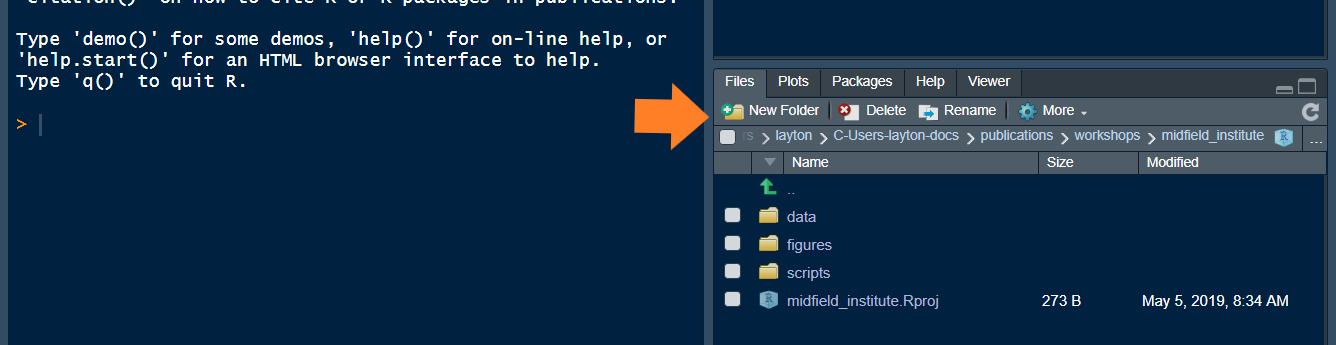 'citation()' on how to cite R or R packages in publications.
Type 'demo()' for some demos, 'help()' for on-line help, or
'help.start()' for an HTML browser interface to help.
Type 'q()' to quit R.
>
Files Plots Packages Help Viewer
New Folder Delete Rename More
rs layton C-Users-layton-docs publications workshops midfield_institute R ...
Name Size Modified
..
data
figures
scripts
R midfield_institute.Rproj 273 B May 5, 2019, 8:34 AM